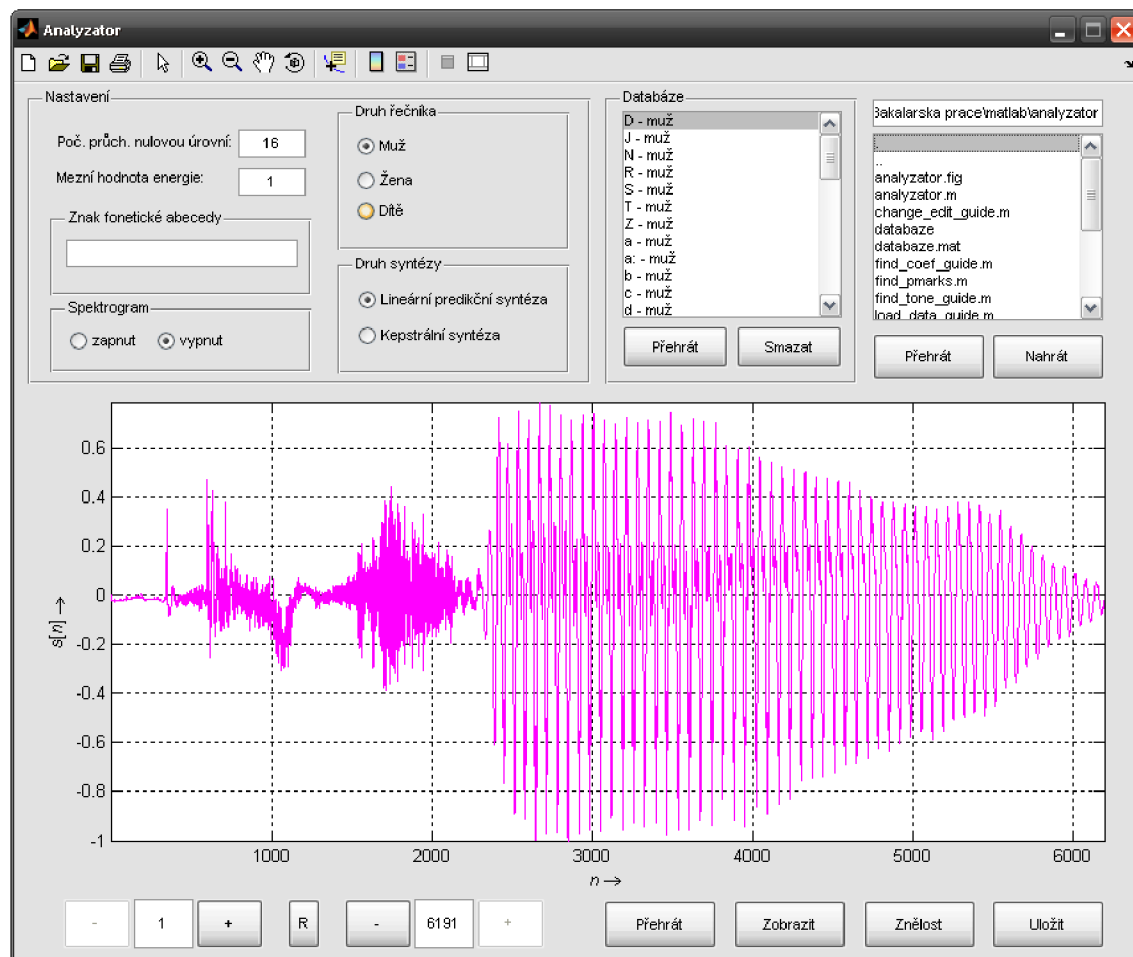 Analyzator
Nastavení
Poč. průch. nulovou úrovní: 16
Mezní hodnota energie: 1
Znak fonetické abecedy
Spektrogram
zapnut vypnut
Druh řečníka
Muž
Žena
Dítě
Druh syntézy
Lineární predikční syntéza
Kepstrální syntéza
Databáze
D - muž
J - muž
N - muž
R - muž
S - muž
T - muž
Z - muž
a - muž
a: - muž
b - muž
c - muž
d - muž
Přehrát Smazat
Bakalarska prace\matlab\analyzator
.
..
analyzator.fig
analyzator.m
change_edit_guide.m
databaze
databaze.mat
find_coef_guide.m
find_pmarks.m
find_tone_guide.m
load_data_guide.m
Přehrát Nahrát
0.6
0.4
0.2
0
-0.2
-0.4
-0.6
-0.8
-1
s[n] →
1000 2000 3000 4000 5000 6000
n →
- 1 + R - 6191 + Přehrát Zobrazit Znělost Uložit